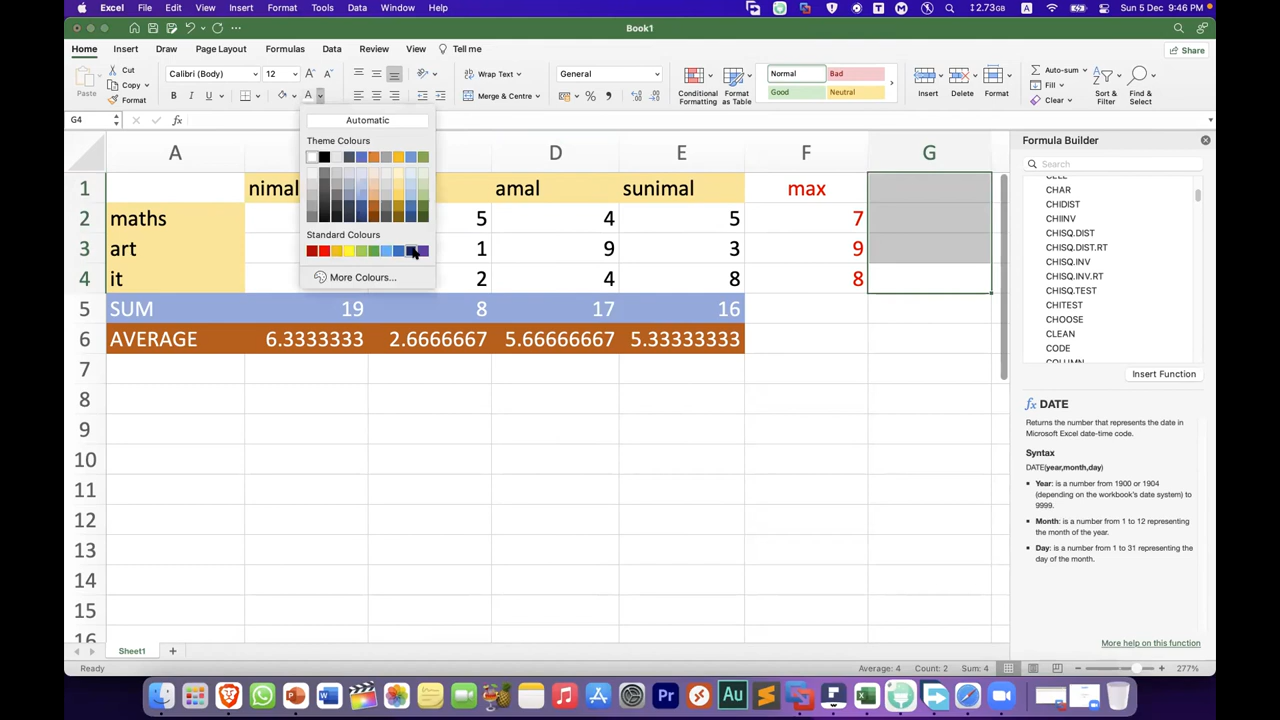 Excel File Edit View Insert Format Tools Data Window Help 2.73GB A Sun 5 Dec 9:46 PM
Book1
Home Insert Draw Page Layout Formulas Data Review View Tell me Share
Paste Cut Copy Format
Calibri (Body) 12
B I U A
Wrap Text
Merge & Centre
General
%
Conditional Formatting
Format as Table
Normal Bad
Good Neutral
Insert Delete Format
Auto-sum
Fill
Clear
Sort & Filter
Find & Select
G4 fx
Automatic
Theme Colours
Standard Colours
More Colours...
A D E F G
1 nimal amal sunimal max
2 maths 5 4 5 7
3 art 1 9 3 9
4 it 2 4 8 8
5 SUM 19 8 17 16
6 AVERAGE 6.3333333 2.6666667 5.66666667 5.33333333
7
8
9
10
11
12
13
14
15
16
Formula Builder
Search
CHAR
CHIDIST
CHIINV
CHISQ.DIST
CHISQ.DIST.RT
CHISQ.INV
CHISQ.INV.RT
CHISQ.TEST
CHITEST
CHOOSE
CLEAN
CODE
Insert Function
fx DATE
Returns the number that represents the date in
Microsoft Excel date-time code.
Syntax
DATE(year,month,day)
Year: is a number from 1900 or 1904
(depending on the workbook's date system) to
9999.
Month: is a number from 1 to 12 representing
the month of the year.
Day: is a number from 1 to 31 representing the
day of the month.
More help on this function
Sheet1
Ready Average: 4 Count: 2 Sum: 4 277%
Pr Au